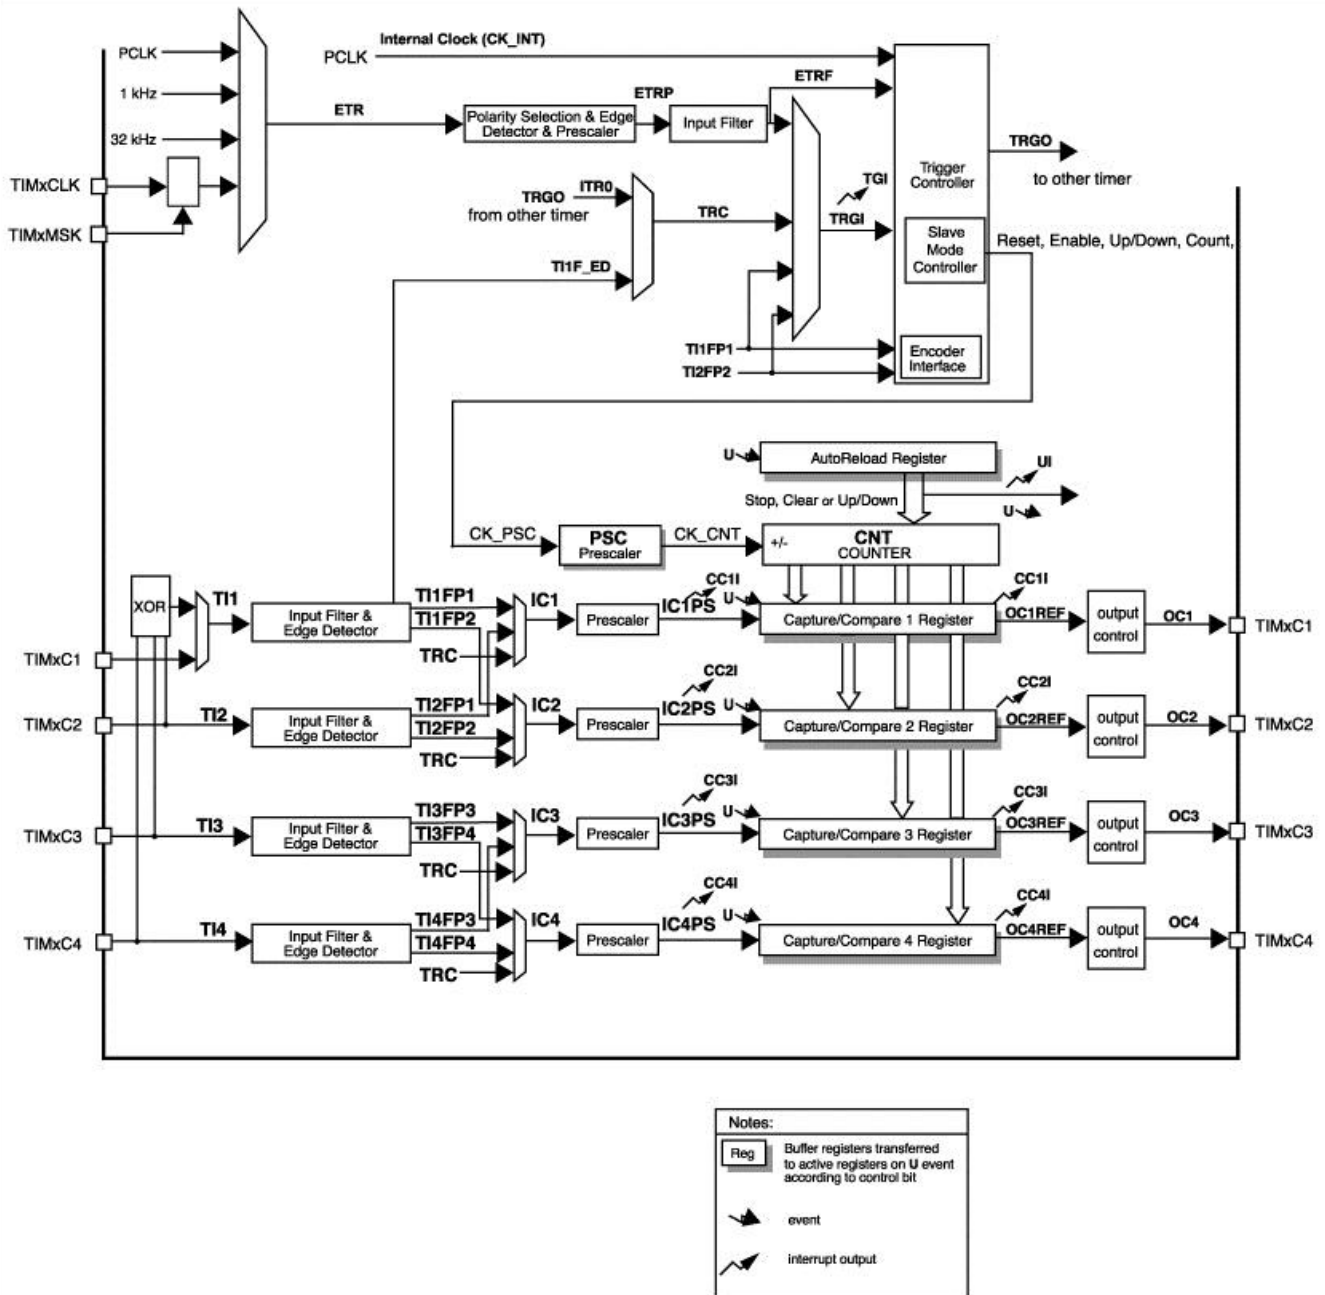 PCLK
1 kHz
32 kHz
TIMxCLK
TIMxMSK
Internal Clock (CK_INT)
PCLK
ETR
Polarity Selection & Edge
Detector & Prescaler
ETRP
Input Filter
ETRF
TRGO
from other timer
ITR0
TRC
TI1F_ED
TGI
TRGI
TI1FP1
TI2FP2
Trigger
Controller
Slave
Mode
Controller
Encoder
Interface
TRGO
to other timer
Reset, Enable, Up/Down, Count,
U
AutoReload Register
UI
Stop, Clear or Up/Down
U
CK_PSC
PSC
Prescaler
CK_CNT
+/-
CNT
COUNTER
XOR
TIMxC1
TI1
Input Filter &
Edge Detector
TI1FP1
TI1FP2
TRC
IC1
Prescaler
CC1I
IC1PS
U
Capture/Compare 1 Register
CC1I
OC1REF
output
control
OC1
TIMxC1
TIMxC2
TI2
Input Filter &
Edge Detector
TI2FP1
TI2FP2
TRC
IC2
Prescaler
CC2I
IC2PS
U
Capture/Compare 2 Register
CC2I
OC2REF
output
control
OC2
TIMxC2
TIMxC3
TI3
Input Filter &
Edge Detector
TI3FP3
TI3FP4
TRC
IC3
Prescaler
CC3I
IC3PS
U
Capture/Compare 3 Register
CC3I
OC3REF
output
control
OC3
TIMxC3
TIMxC4
TI4
Input Filter &
Edge Detector
TI4FP3
TI4FP4
TRC
IC4
Prescaler
CC4I
IC4PS
U
Capture/Compare 4 Register
CC4I
OC4REF
output
control
OC4
TIMxC4
Notes:
Reg
Buffer registers transferred
to active registers on U event
according to control bit
event
interrupt output